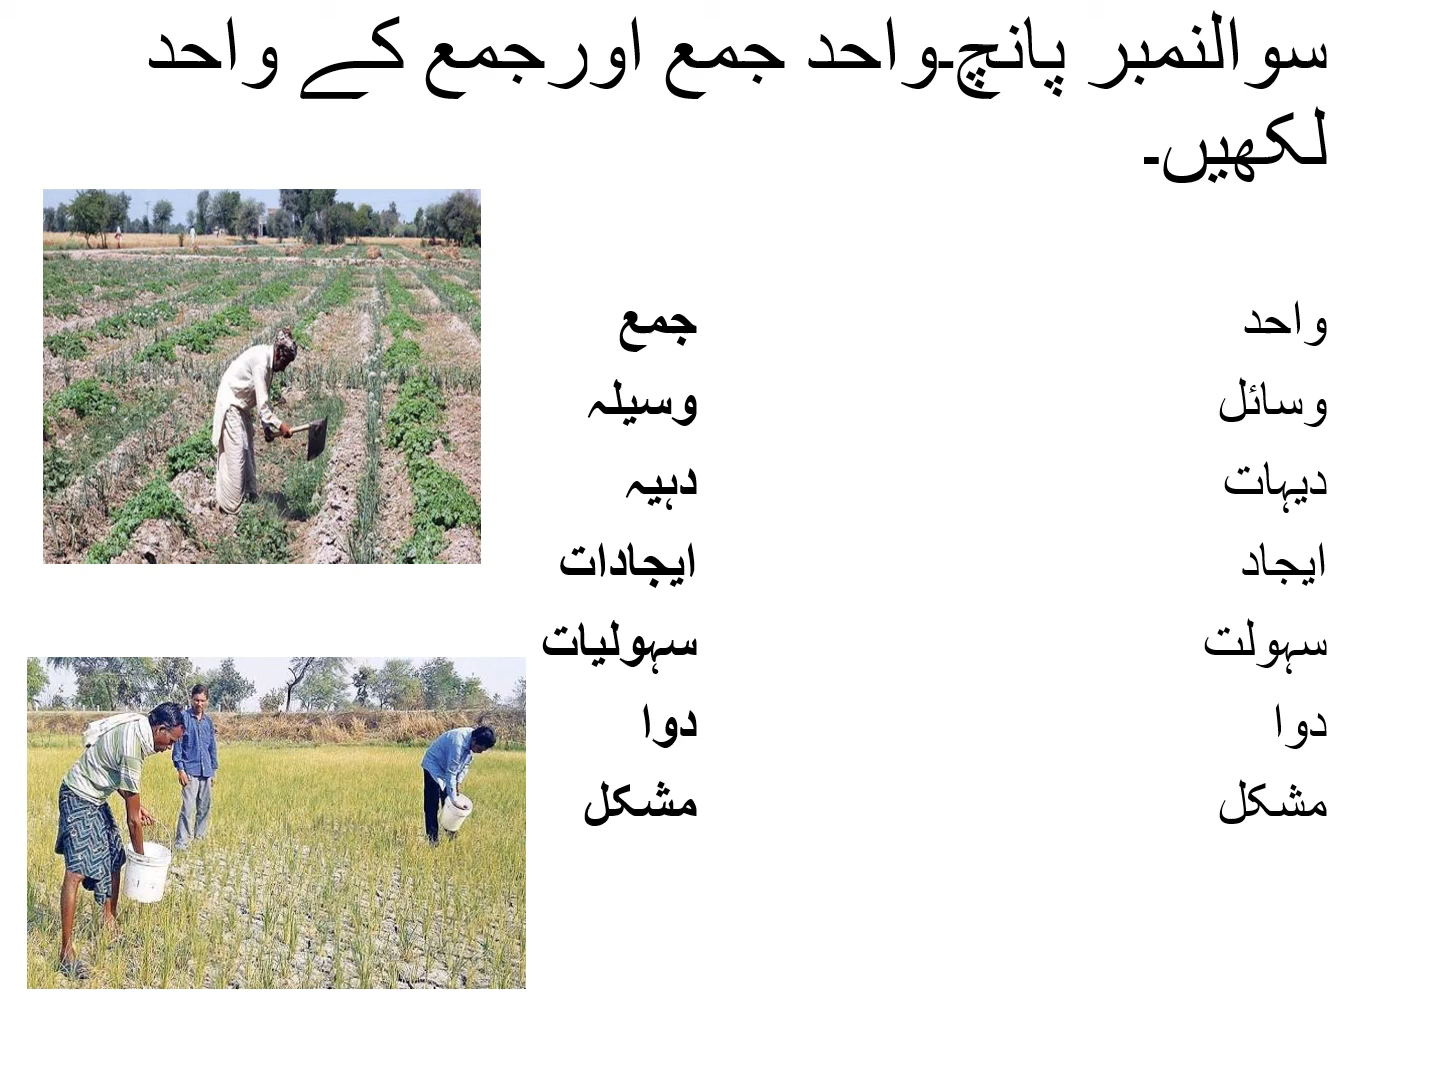 سوالنمبر پانچ۔واحد جمع اورجمع کے واحد
لکھیں۔
واحد جمع
وسائل وسیلہ
دیہات دہیہ
ایجاد ایجادات
سہولت سہولیات
دوا دوا
مشکل مشکل